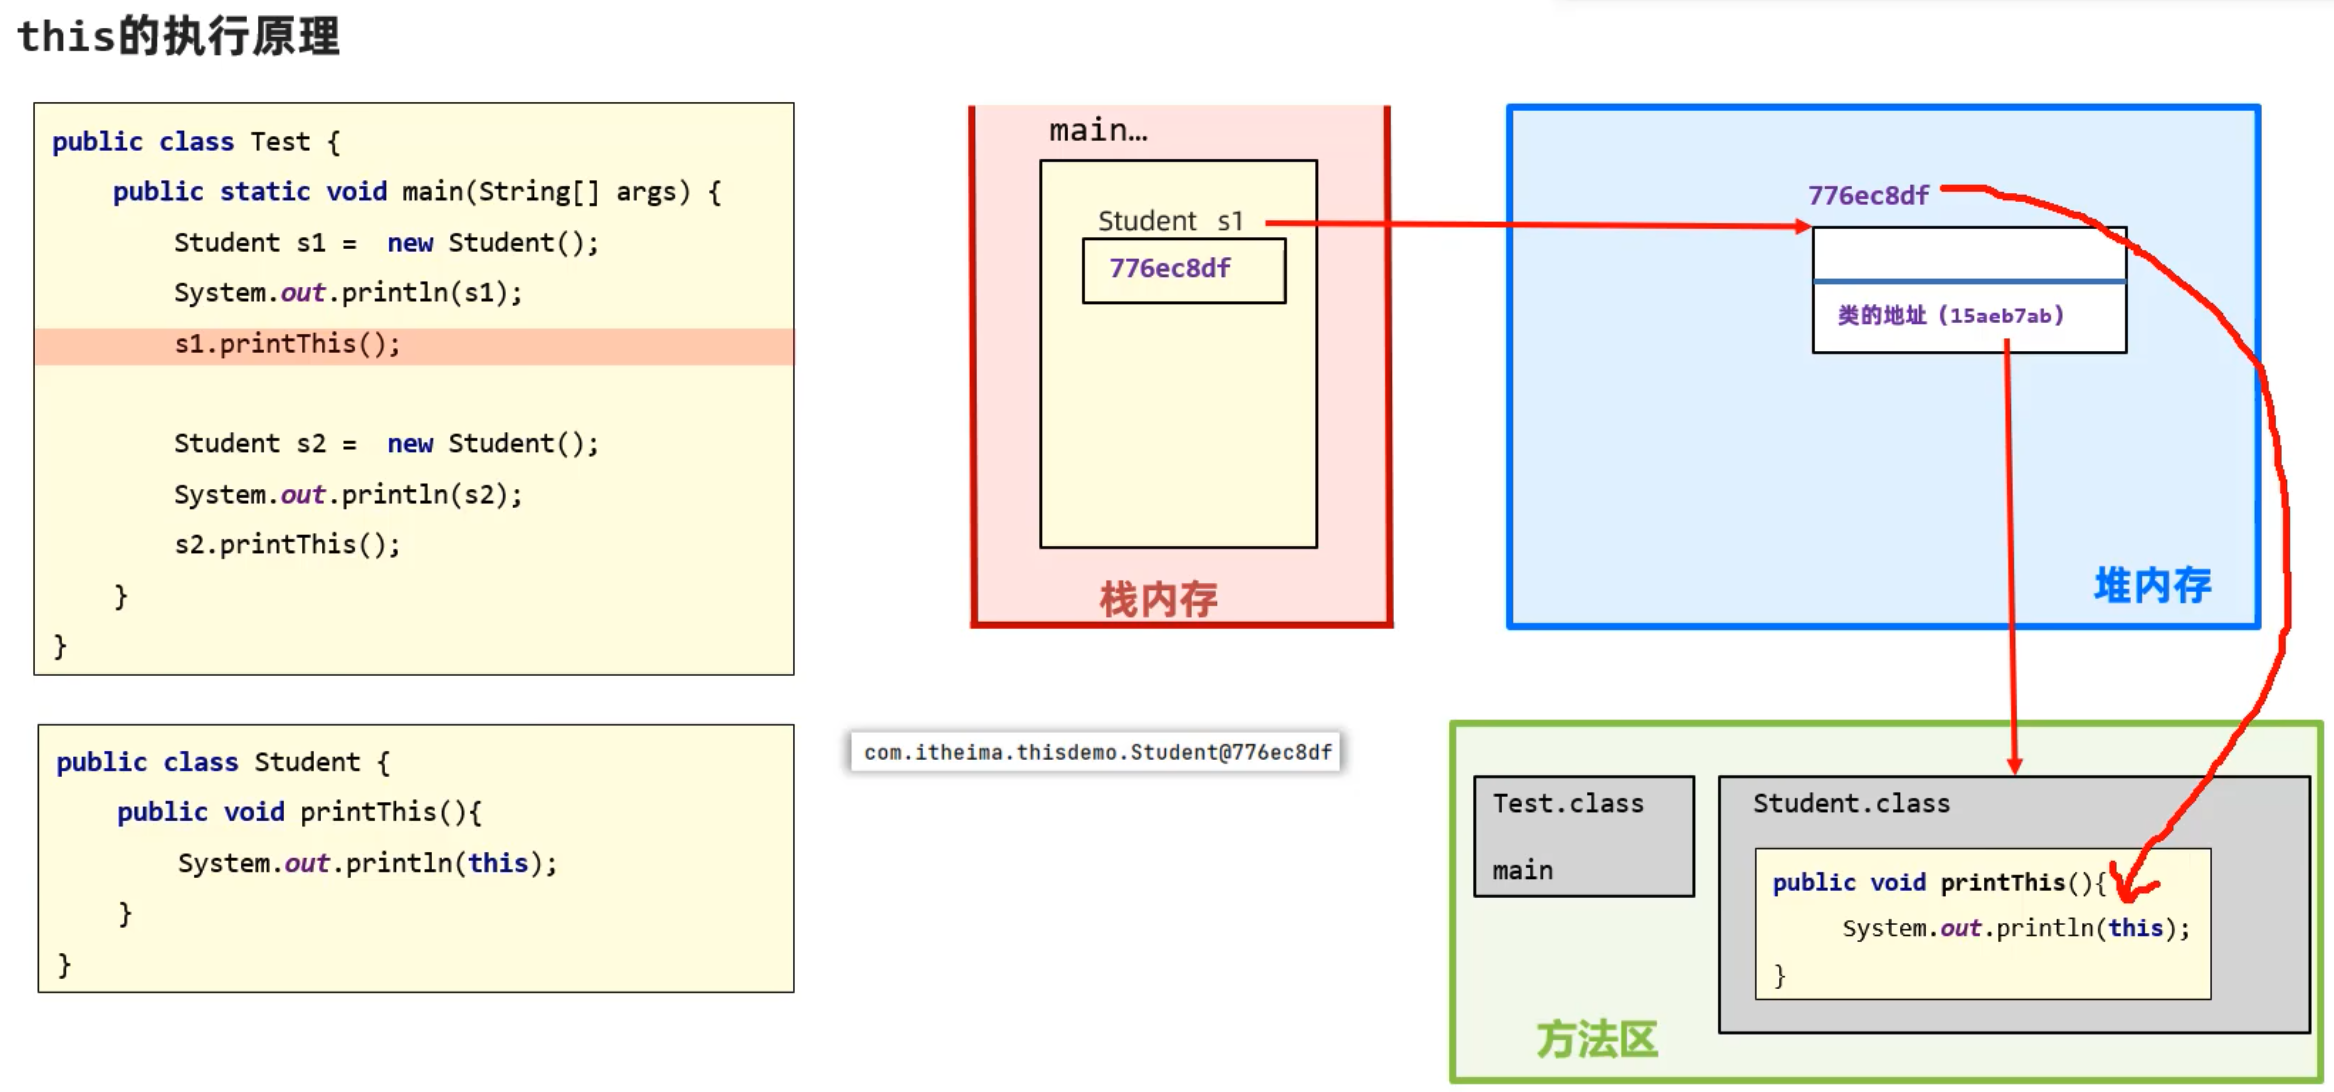 this的执行原理
public class Test {
public static void main(String[] args) {
Student s1 =  new Student();
System.out.println(s1);
s1.printThis();
Student s2 =  new Student();
System.out.println(s2);
s2.printThis();
}
}
public class Student {
public void printThis(){
System.out.println(this);
}
}
main…
Student  s1
776ec8df
栈内存
com.itheima.thisdemo.Student@776ec8df
776ec8df
类的地址（15aeb7ab）
堆内存
Test.class
main
Student.class
public void printThis(){
System.out.println(this);
}
方法区